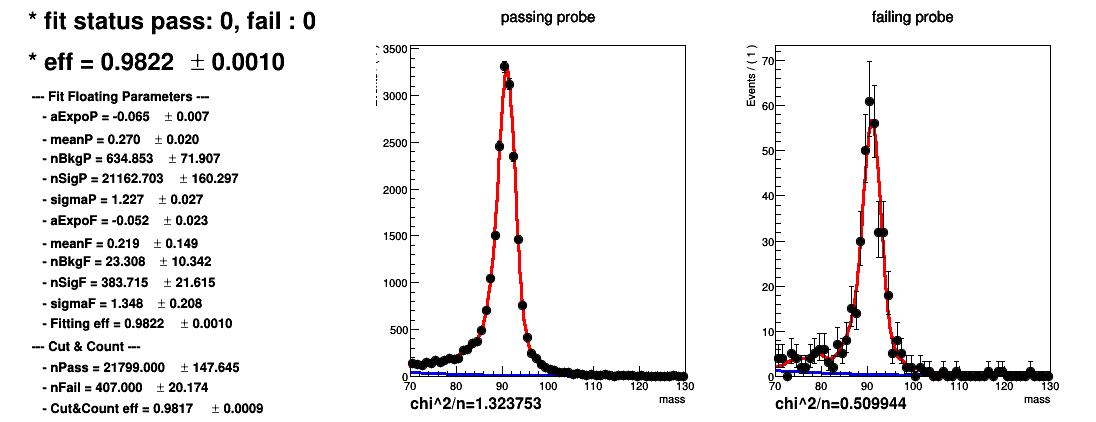 * fit status pass: 0, fail : 0
* eff = 0.9822 ± 0.0010
--- Fit Floating Parameters ---
- aExpoP = -0.065 ± 0.007
- meanP = 0.270 ± 0.020
- nBkgP = 634.853 ± 71.907
- nSigP = 21162.703 ± 160.297
- sigmaP = 1.227 ± 0.027
- aExpoF = -0.052 ± 0.023
- meanF = 0.219 ± 0.149
- nBkgF = 23.308 ± 10.342
- nSigF = 383.715 ± 21.615
- sigmaF = 1.348 ± 0.208
- Fitting eff = 0.9822 ± 0.0010
--- Cut & Count ---
- nPass = 21799.000 ± 147.645
- nFail = 407.000 ± 20.174
- Cut&Count eff = 0.9817 ± 0.0009
passing probe
3500
3000
2500
2000
1500
1000
500
0
70 80 90 100 110 120 130
mass
chi^2/n=1.323753
failing probe
Events / ( 1 )
70
60
50
40
30
20
10
0
70 80 90 100 110 120 130
mass
chi^2/n=0.509944